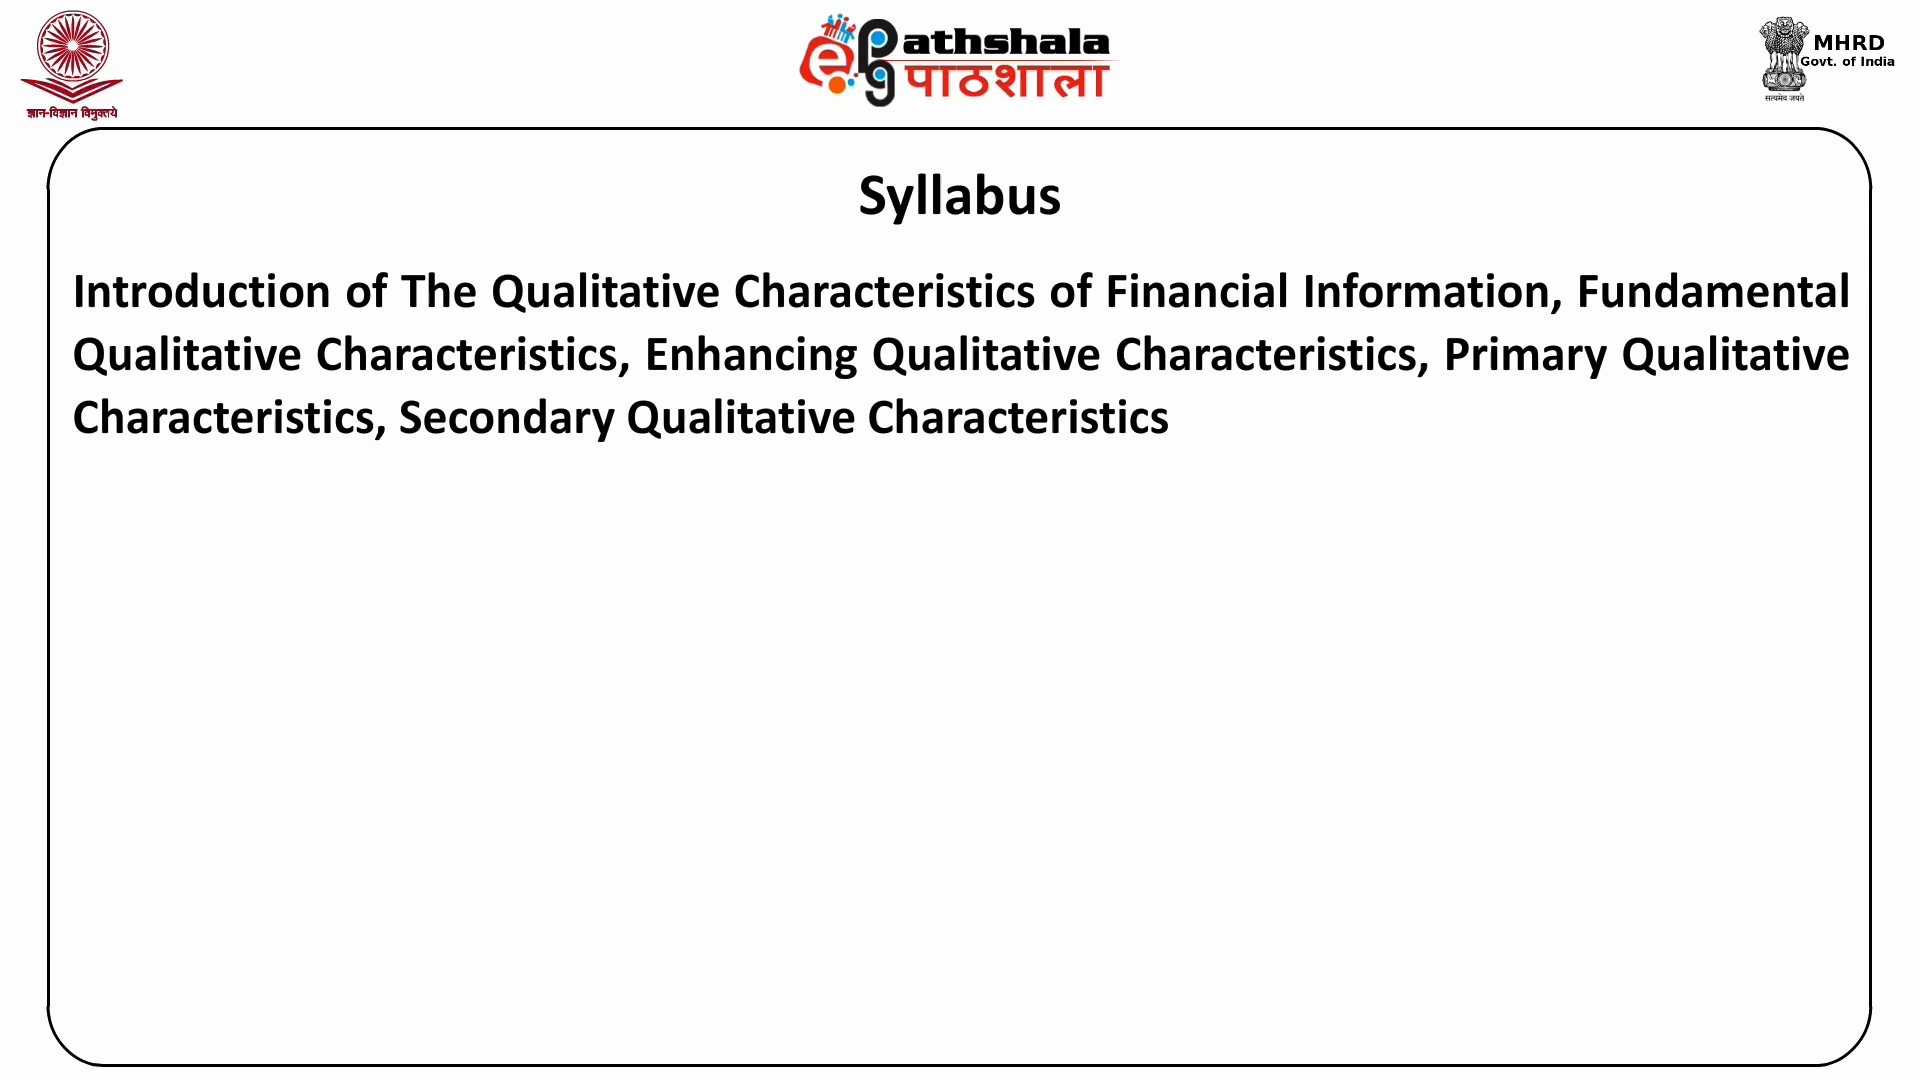 ज्ञान-विज्ञान विमुक्तये
e pg
athshala
पाठशाला
MHRD
Govt. of India
सत्यमेव जयते
Syllabus
Introduction of The Qualitative Characteristics of Financial Information, Fundamental
Qualitative Characteristics, Enhancing Qualitative Characteristics, Primary Qualitative
Characteristics, Secondary Qualitative Characteristics